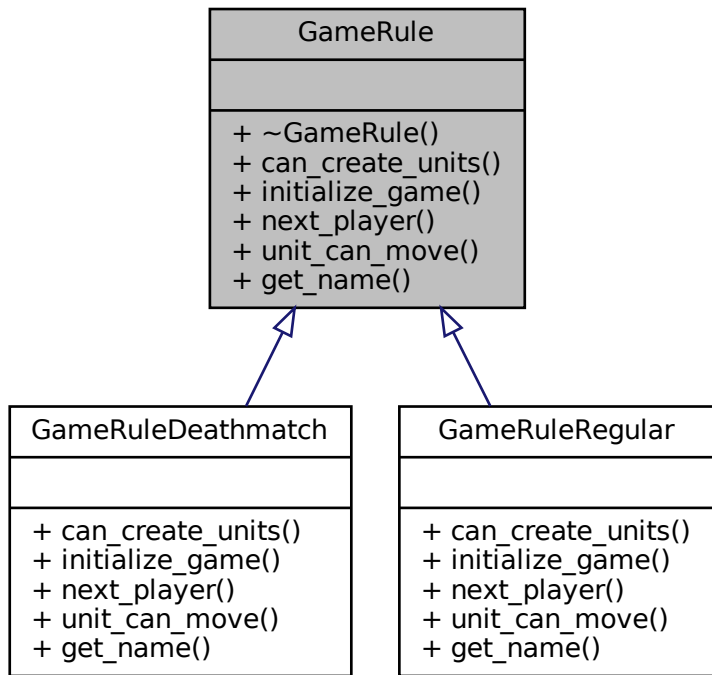 GameRule
+ ~GameRule()
+ can_create_units()
+ initialize_game()
+ next_player()
+ unit_can_move()
+ get_name()
GameRuleDeathmatch
+ can_create_units()
+ initialize_game()
+ next_player()
+ unit_can_move()
+ get_name()
GameRuleRegular
+ can_create_units()
+ initialize_game()
+ next_player()
+ unit_can_move()
+ get_name()